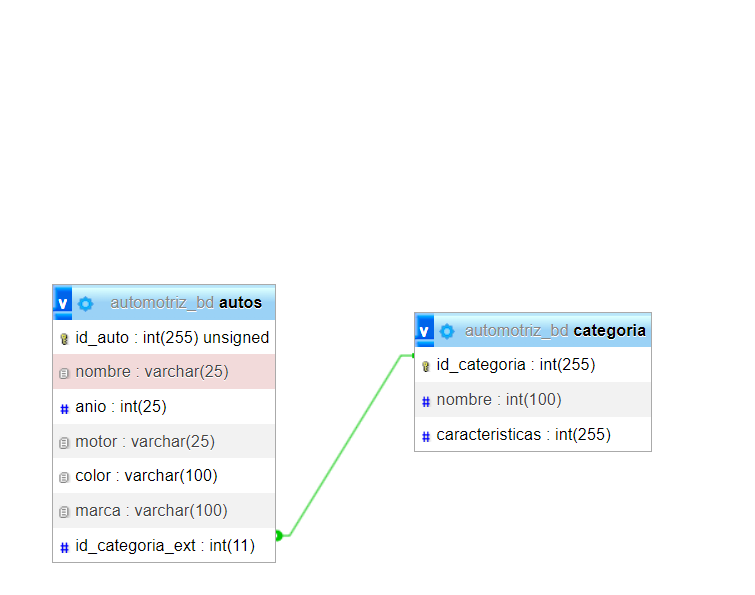 v automotriz_bd autos
id_auto : int(255) unsigned
nombre : varchar(25)
# anio : int(25)
motor : varchar(25)
color : varchar(100)
marca : varchar(100)
# id_categoria_ext : int(11)
v automotriz_bd categoria
id_categoria : int(255)
# nombre : int(100)
# caracteristicas : int(255)